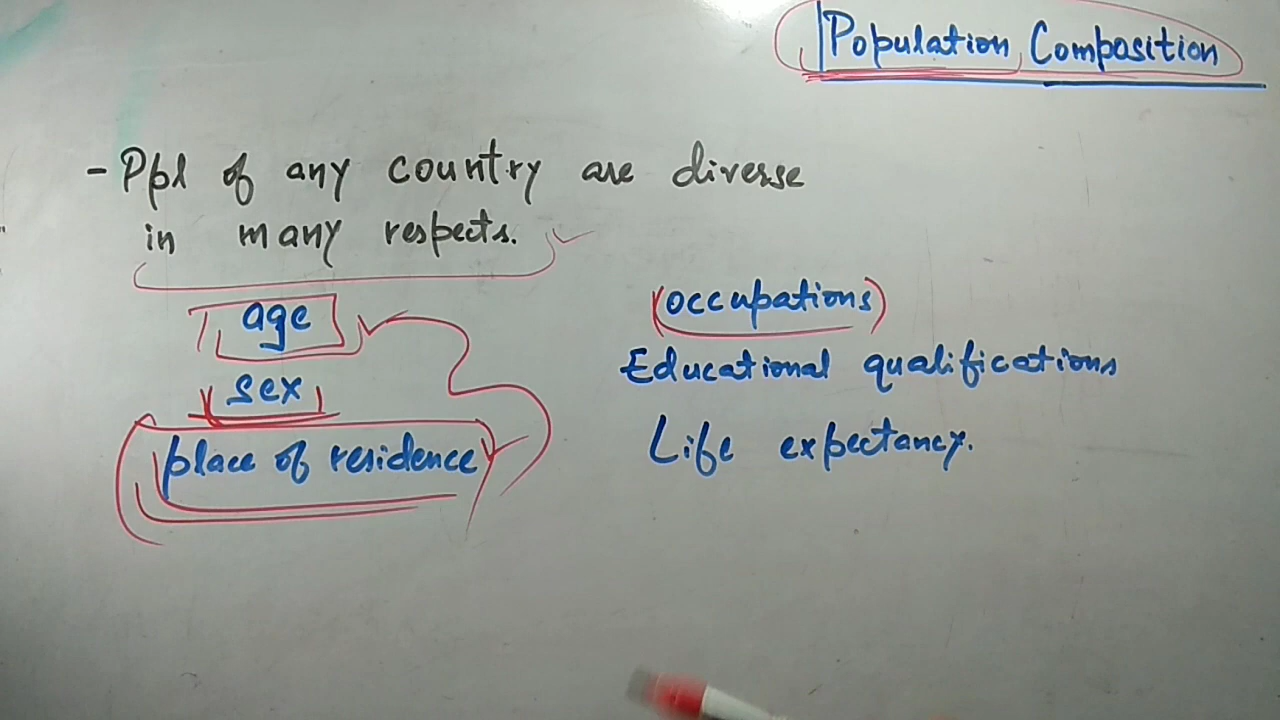 Population Composition
- Ppl of any country are diverse
in many respects.
age
sex
place of residence
occupations
Educational qualifications
Life expectancy.